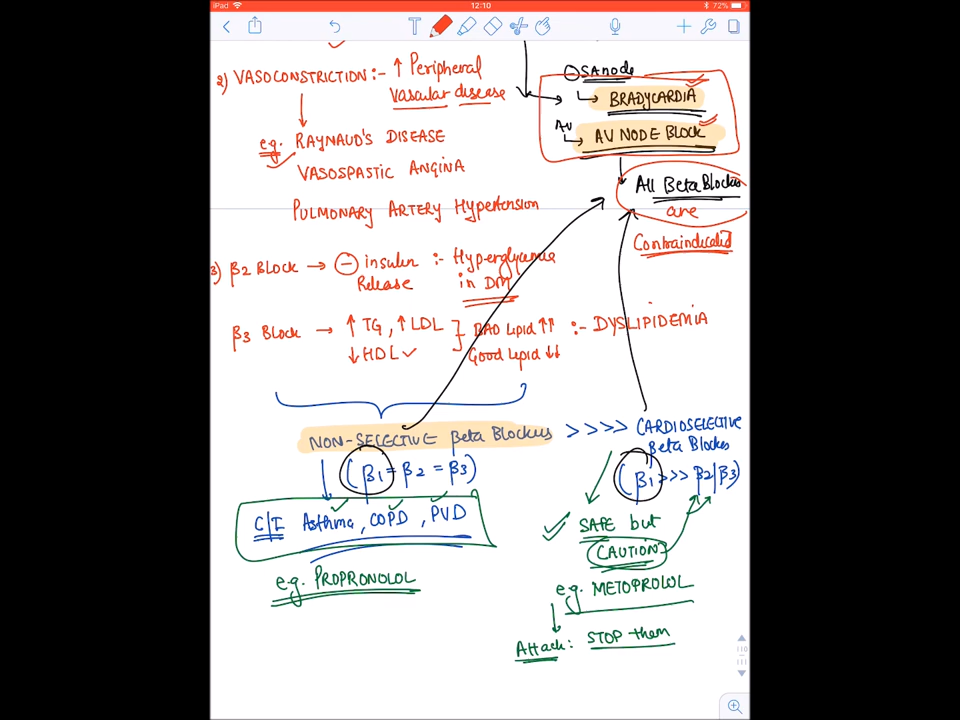 iPad
12:10
72%
2) VASOCONSTRICTION :- ↑ Peripheral
Vascular disease
e.g. RAYNAUD'S DISEASE
VASOSPASTIC ANGINA
PULMONARY ARTERY HYPERTENSION
⊖ SA node
BRADYCARDIA
AV
AV NODE BLOCK
All Beta Blockers
are
Contraindicated
3) β2 BLOCK → ⊖ insulin :- Hyperglycemia
Release in DM
β3 Block → ↑ TG, ↑ LDL } BAD Lipid ↑↑ :- DYSLIPIDEMIA
↓ HDL ✓ Good Lipid ↓↓
NON-SELECTIVE Beta Blockers >>>> CARDIOSELECTIVE
Beta Blockers
(β1 = β2 = β3)
(β1 >>> β2/β3)
C/I Asthma, COPD, PVD
SAFE but
CAUTION
e.g. PROPRONOLOL
e.g. METOPROLOL
Attack: STOP them
110
111